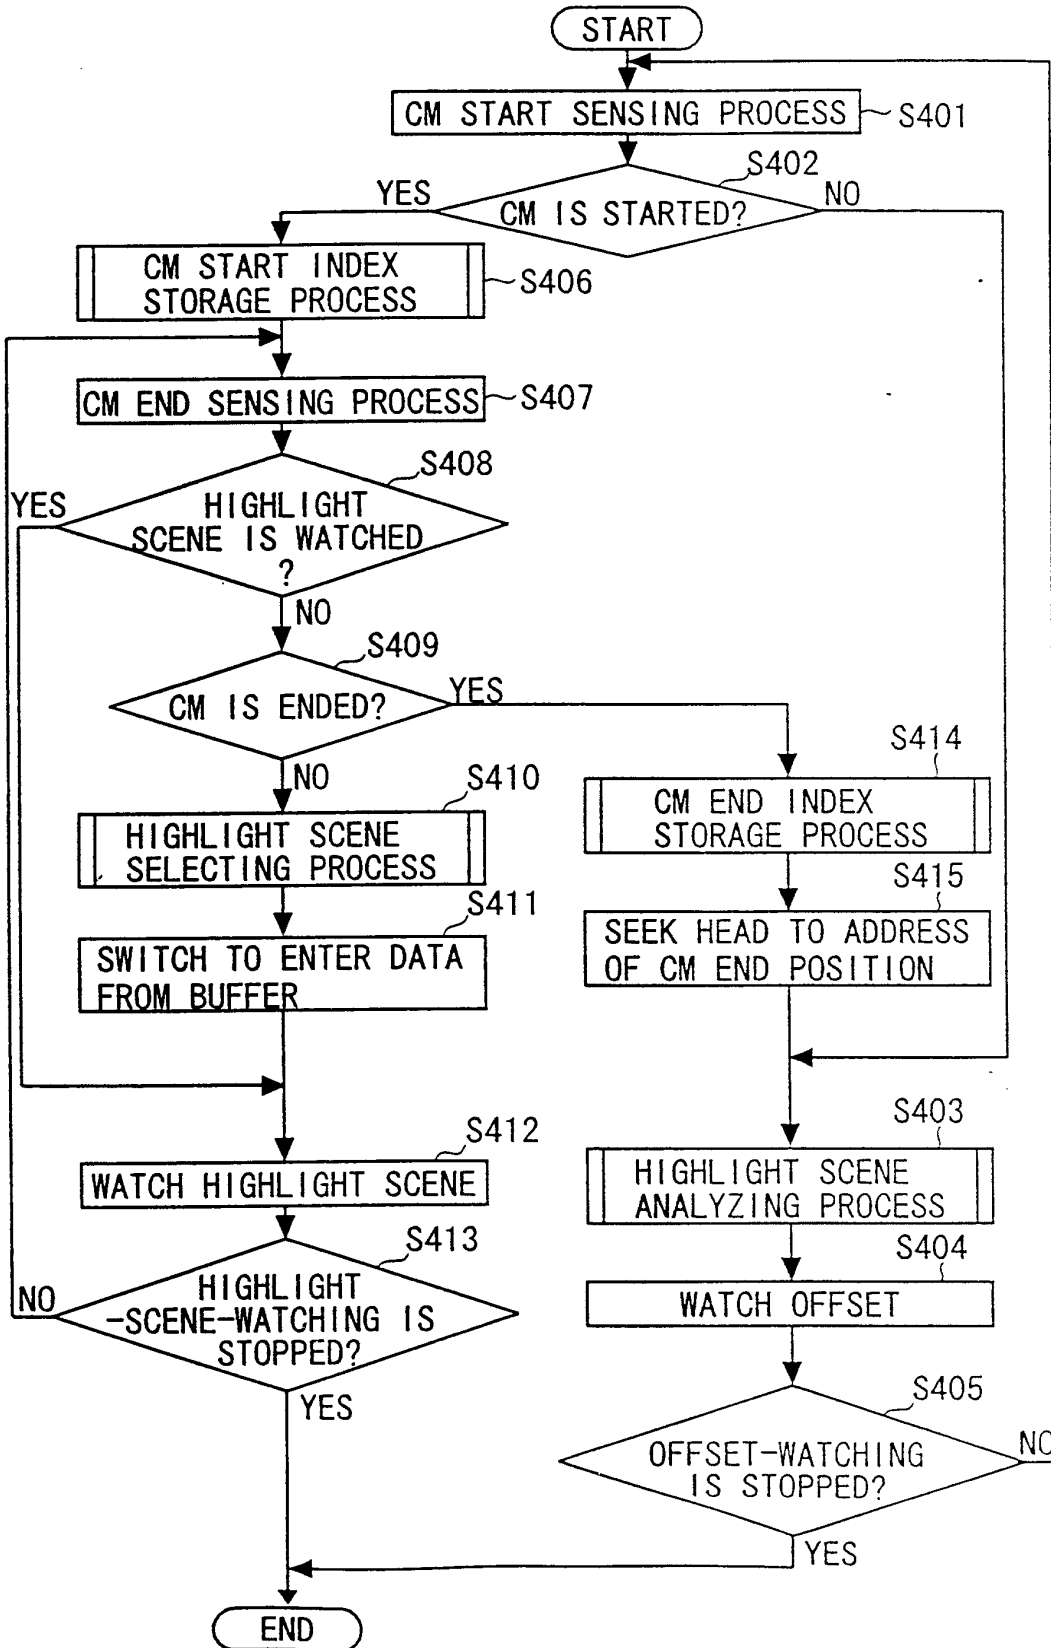 START
CM START SENSING PROCESS
S401
S402
YES
NO
CM IS STARTED?
CM START INDEX
STORAGE PROCESS
S406
CM END SENSING PROCESS
S407
S408
YES
HIGHLIGHT
SCENE IS WATCHED
?
NO
S409
CM IS ENDED?
YES
NO
S410
HIGHLIGHT SCENE
SELECTING PROCESS
S411
SWITCH TO ENTER DATA
FROM BUFFER
S414
CM END INDEX
STORAGE PROCESS
S415
SEEK HEAD TO ADDRESS
OF CM END POSITION
S412
WATCH HIGHLIGHT SCENE
S413
HIGHLIGHT
-SCENE-WATCHING IS
STOPPED?
NO
YES
S403
HIGHLIGHT SCENE
ANALYZING PROCESS
S404
WATCH OFFSET
S405
OFFSET-WATCHING
IS STOPPED?
NO
YES
END